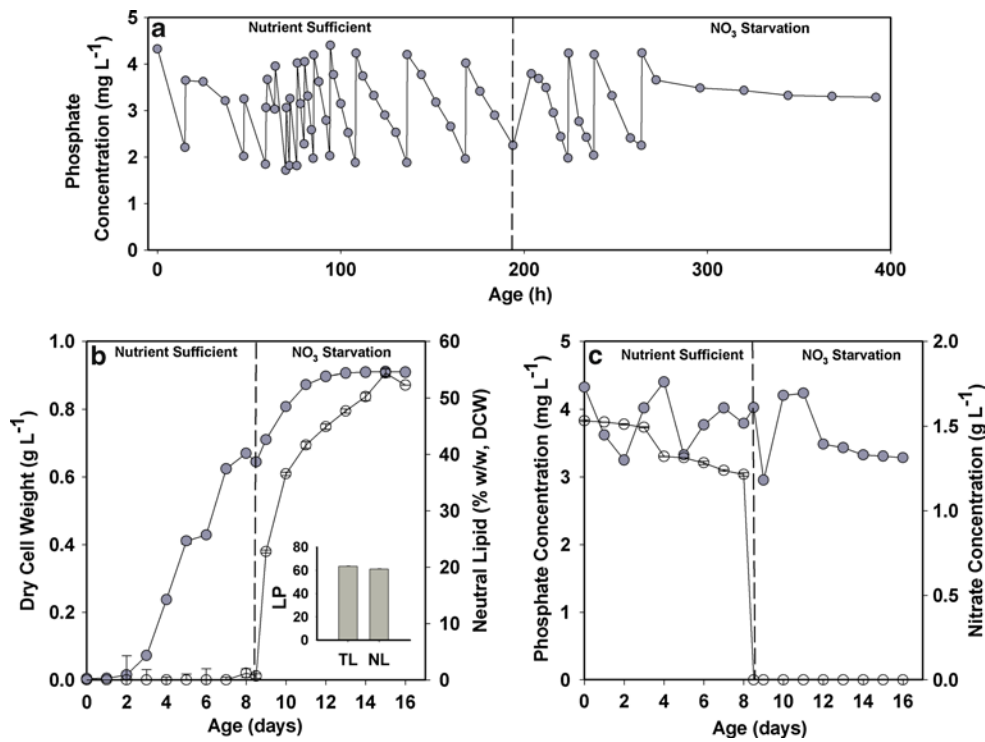 a
Nutrient Sufficient
NO3 Starvation
Phosphate
Concentration (mg L-1)
5
4
3
2
1
0
0
100
200
300
400
Age (h)
b
Nutrient Sufficient
NO3 Starvation
Dry Cell Weight (g L-1)
1.0
0.8
0.6
0.4
0.2
0.0
60
50
40
30
20
10
0
Neutral Lipid (% w/w, DCW)
LP
80
60
40
20
0
TL
NL
0
2
4
6
8
10
12
14
16
Age (days)
c
Nutrient Sufficient
NO3 Starvation
Phosphate Concentration (mg L-1)
5
4
3
2
1
0
2.0
1.5
1.0
0.5
0.0
Nitrate Concentration (g L-1)
0
2
4
6
8
10
12
14
16
Age (days)